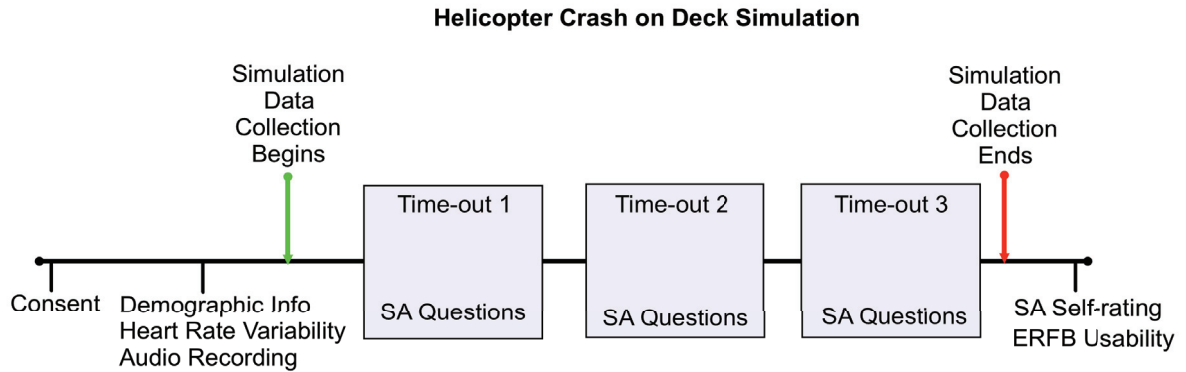 Helicopter Crash on Deck Simulation
Simulation
Data
Collection
Begins
Simulation
Data
Collection
Ends
Time-out 1
SA Questions
Time-out 2
SA Questions
Time-out 3
SA Questions
Consent
Demographic Info
Heart Rate Variability
Audio Recording
SA Self-rating
ERFB Usability